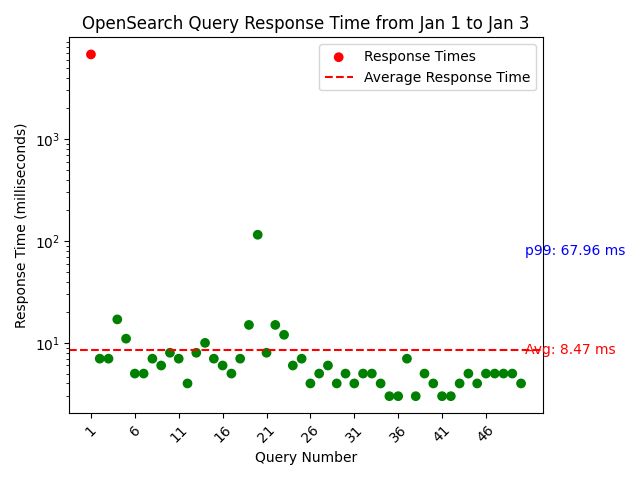 OpenSearch Query Response Time from Jan 1 to Jan 3
Response Times
Average Response Time
Response Time (milliseconds)
10³
10²
10¹
p99: 67.96 ms
Avg: 8.47 ms
1 6 11 16 21 26 31 36 41 46
Query Number